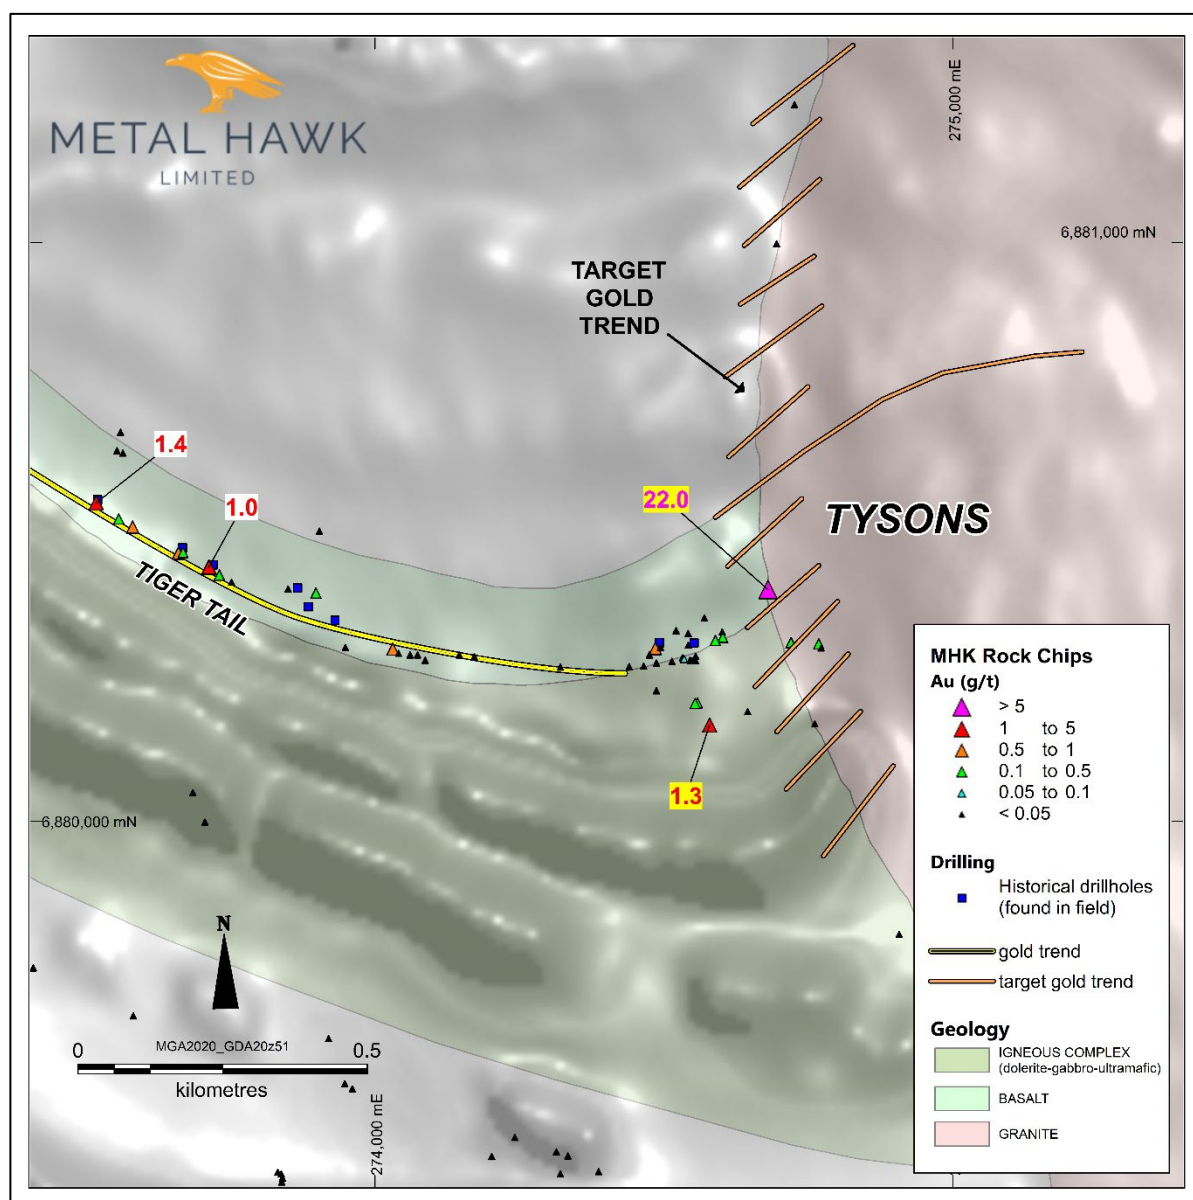 METAL HAWK
LIMITED
275,000 mE
6,881,000 mN
TARGET
GOLD
TREND
1.4
1.0
22.0
TYSONS
TIGER TAIL
1.3
6,880,000 mN
N
0 MGA2020_GDA20z51 0.5
kilometres
274,000 mE
MHK Rock Chips
Au (g/t)
> 5
1 to 5
0.5 to 1
0.1 to 0.5
0.05 to 0.1
< 0.05
Drilling
Historical drillholes
(found in field)
gold trend
target gold trend
Geology
IGNEOUS COMPLEX
(dolerite-gabbro-ultramafic)
BASALT
GRANITE